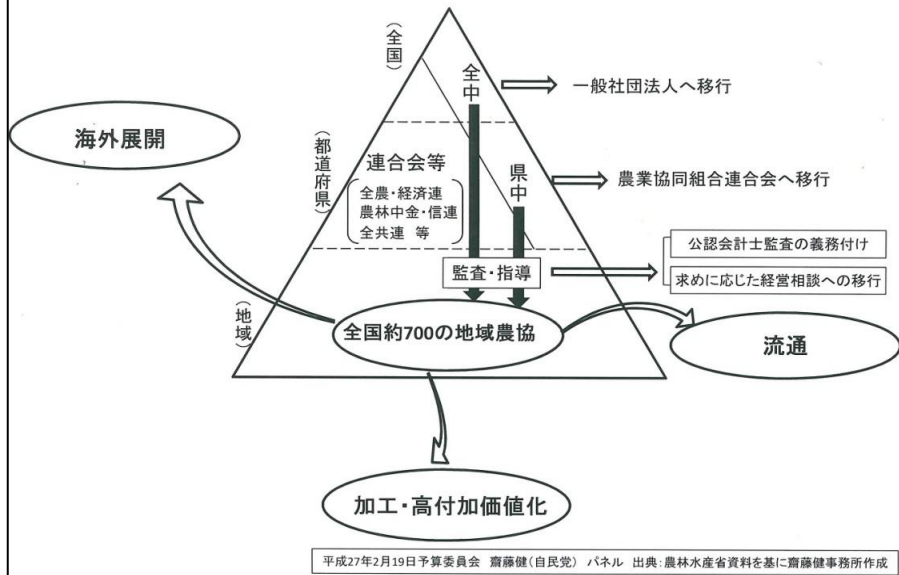 (全国)
全中
一般社団法人へ移行
海外展開
(都道府県)
連合会等
全農・経済連
農林中金・信連
全共連 等
県中
農業協同組合連合会へ移行
監査・指導
公認会計士監査の義務付け
求めに応じた経営相談への移行
(地域)
全国約700の地域農協
流通
加工・高付加価値化
平成27年2月19日予算委員会 齋藤健(自民党) パネル 出典:農林水産省資料を基に齋藤健事務所作成